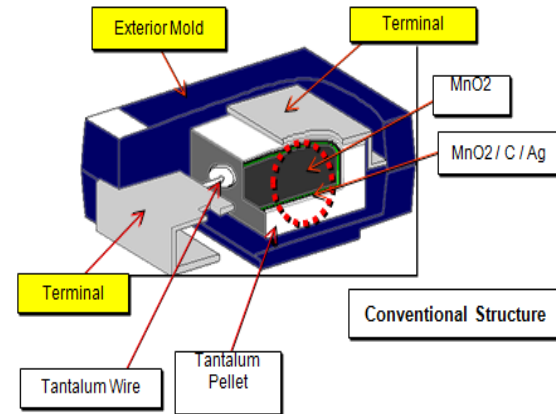 Exterior Mold
Terminal
MnO2
MnO2 / C / Ag
Terminal
Conventional Structure
Tantalum Wire
Tantalum
Pellet